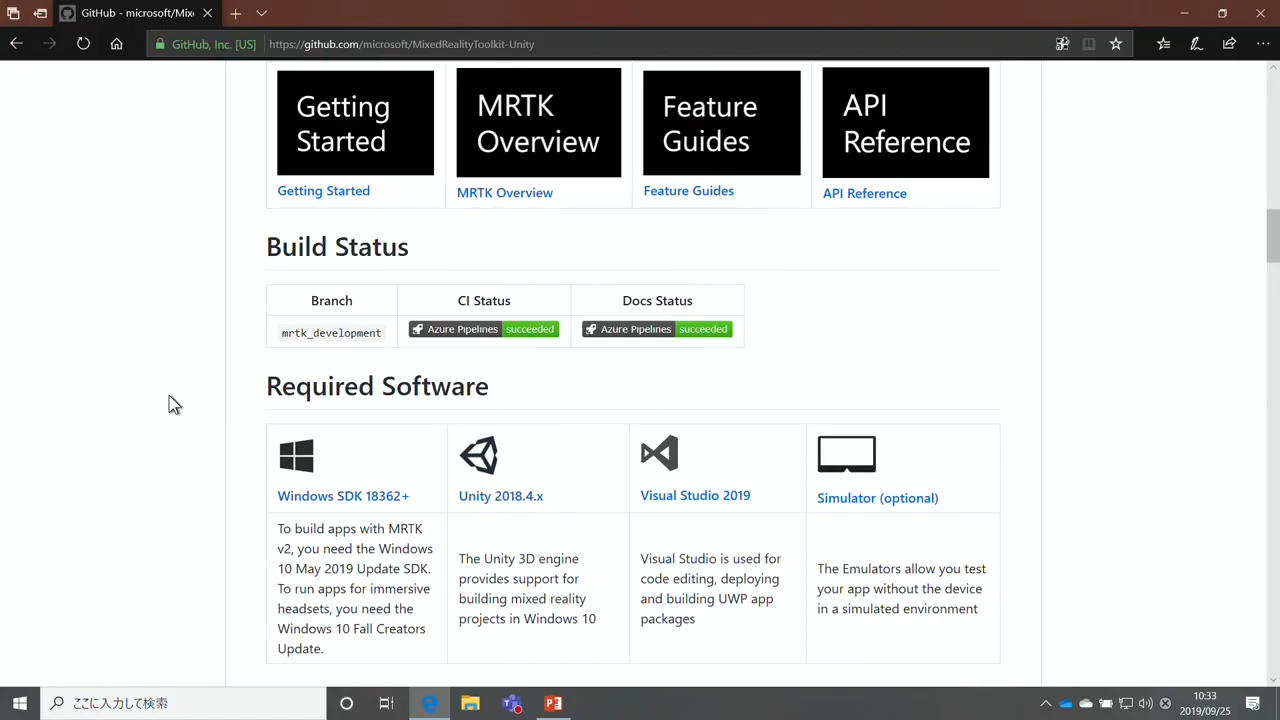 GitHub - microsoft/Mixe
GitHub, Inc. [US]
https://github.com/microsoft/MixedRealityToolkit-Unity
Getting
Started
MRTK
Overview
Feature
Guides
API
Reference
Getting Started
MRTK Overview
Feature Guides
API Reference
Build Status
Branch
CI Status
Docs Status
mrtk_development
Azure Pipelines succeeded
Azure Pipelines succeeded
Required Software
Windows SDK 18362+
Unity 2018.4.x
Visual Studio 2019
Simulator (optional)
To build apps with MRTK
v2, you need the Windows
10 May 2019 Update SDK.
To run apps for immersive
headsets, you need the
Windows 10 Fall Creators
Update.
The Unity 3D engine
provides support for
building mixed reality
projects in Windows 10
Visual Studio is used for
code editing, deploying
and building UWP app
packages
The Emulators allow you test
your app without the device
in a simulated environment
ここに入力して検索
10:33
2019/09/25